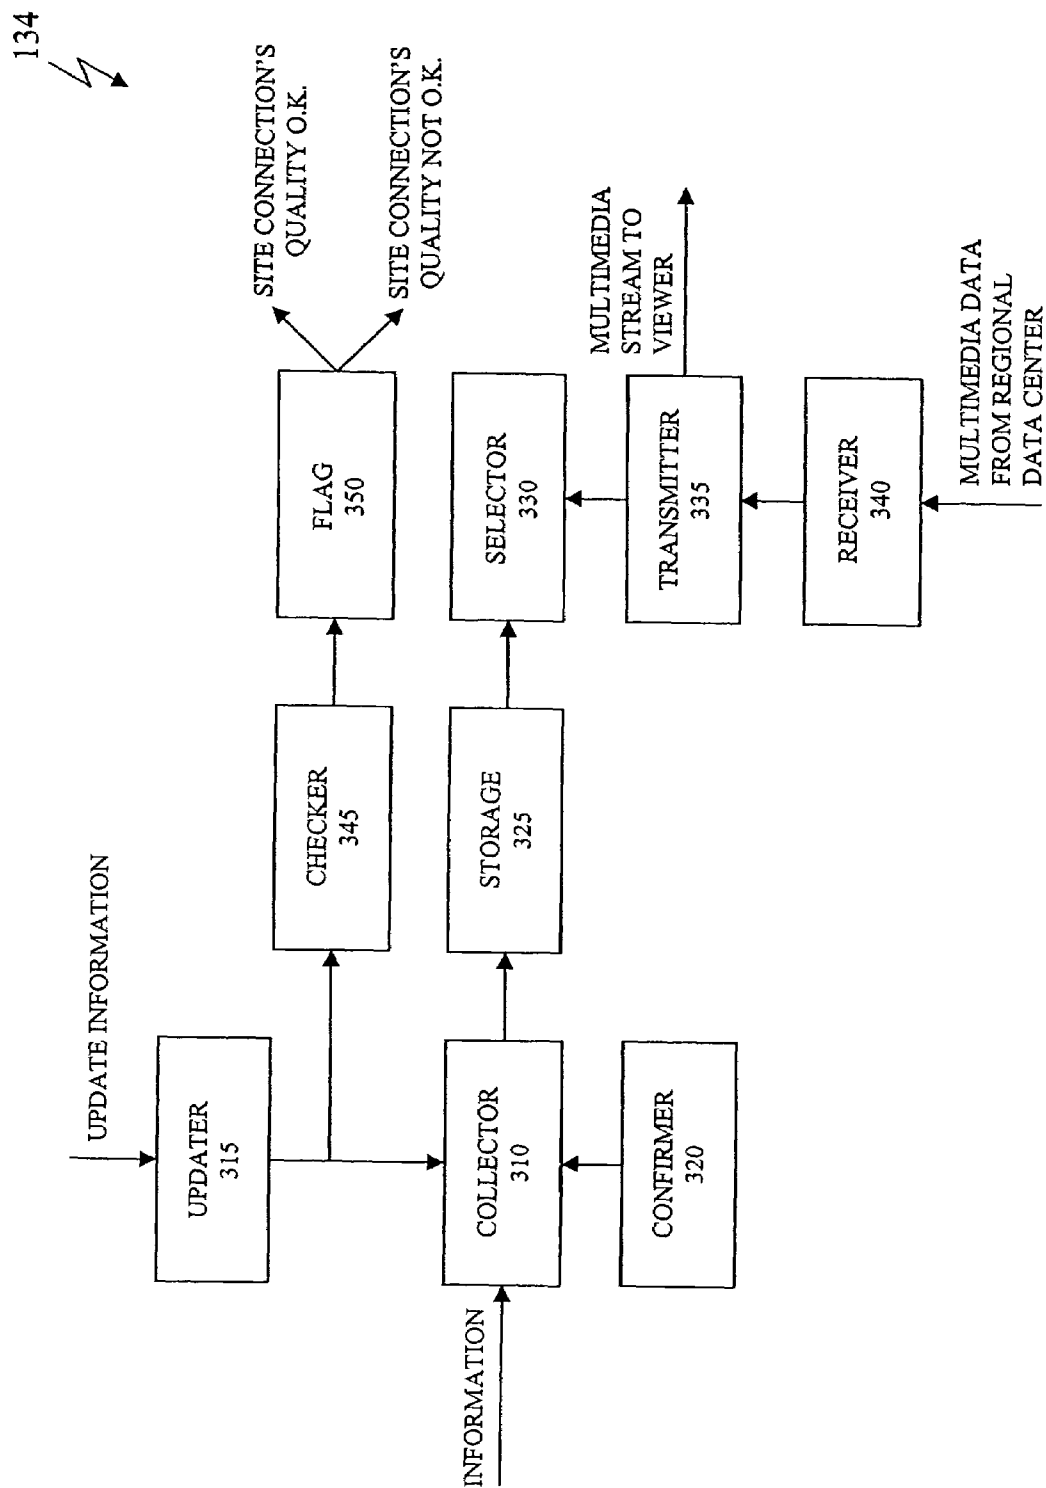 134
UPDATE INFORMATION
UPDATER
315
CHECKER
345
FLAG
350
SITE CONNECTION'S
QUALITY O.K.
SITE CONNECTION'S
QUALITY NOT O.K.
INFORMATION
COLLECTOR
310
STORAGE
325
SELECTOR
330
CONFIRMER
320
TRANSMITTER
335
MULTIMEDIA
STREAM TO
VIEWER
RECEIVER
340
MULTIMEDIA DATA
FROM REGIONAL
DATA CENTER